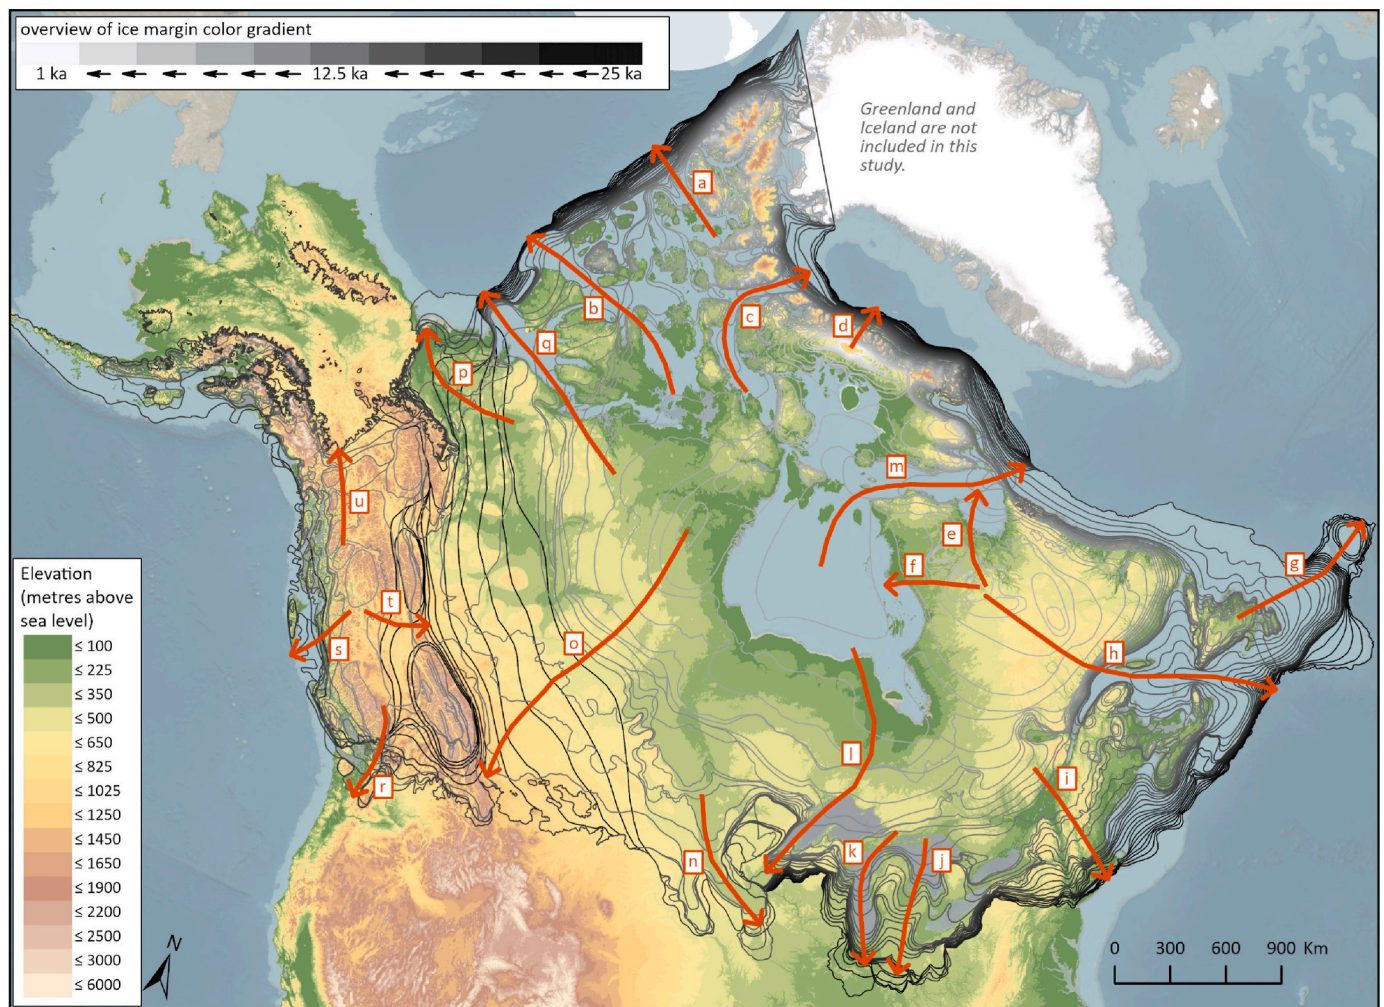 overview of ice margin color gradient
1 ka 12.5 ka 25 ka
Greenland and
Iceland are not
included in this
study.
a
b
c
d
q
p
m
e
f
g
u
t
s
o
h
l
i
r
n
k
j
Elevation
(metres above
sea level)
≤ 100
≤ 225
≤ 350
≤ 500
≤ 650
≤ 825
≤ 1025
≤ 1250
≤ 1450
≤ 1650
≤ 1900
≤ 2200
≤ 2500
≤ 3000
≤ 6000
N
0 300 600 900 Km